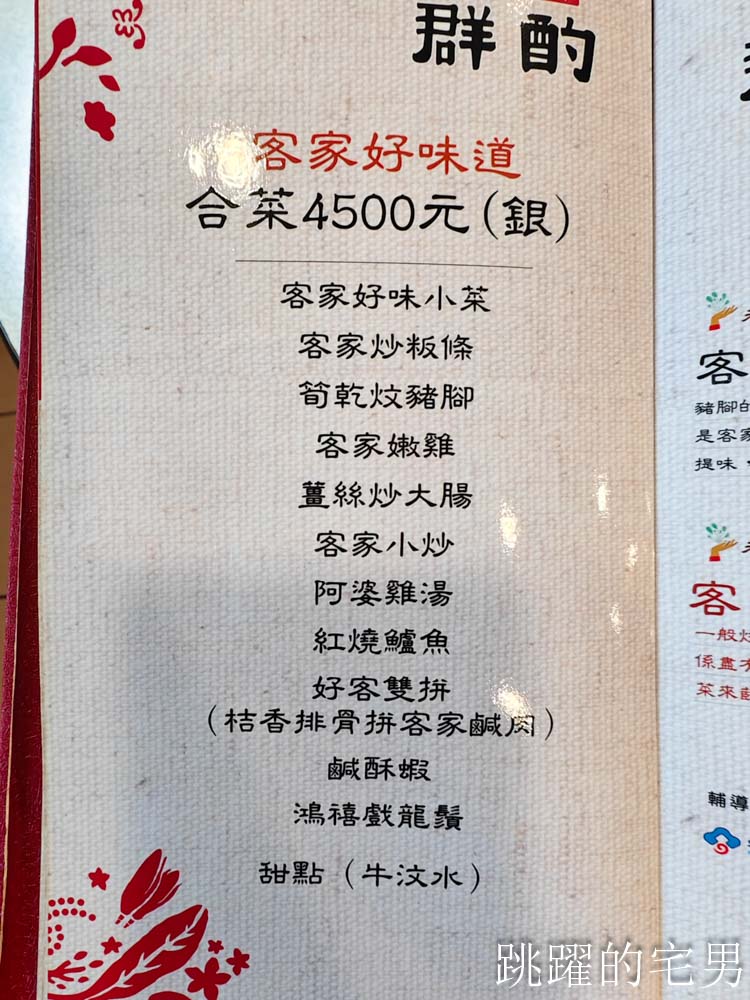 群酌
客家好味道
合菜4500元(銀)
客家好味小菜
客家炒粄條
筍乾炆豬腳
客家嫩雞
薑絲炒大腸
客家小炒
阿婆雞湯
紅燒鱸魚
好客雙拼
(桔香排骨拼客家鹹肉)
鹹酥蝦
鴻禧戲龍鬚
甜點(牛汶水)
客
豬腳的
是客家
提味
客
一般炆
係盡
菜來
輔導
跳躍的宅男